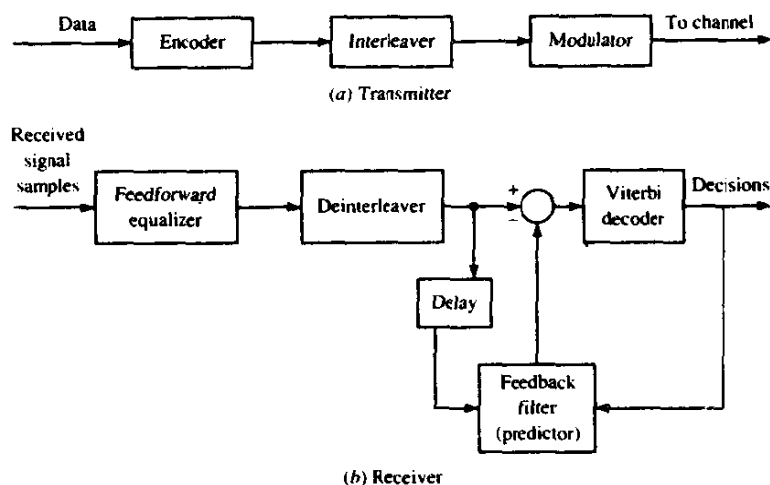 Data
Encoder
Interleaver
Modulator
To channel
(a) Transmitter
Received
signal
samples
Feedforward
equalizer
Deinterleaver
+
−
Viterbi
decoder
Decisions
Delay
Feedback
filter
(predictor)
(b) Receiver